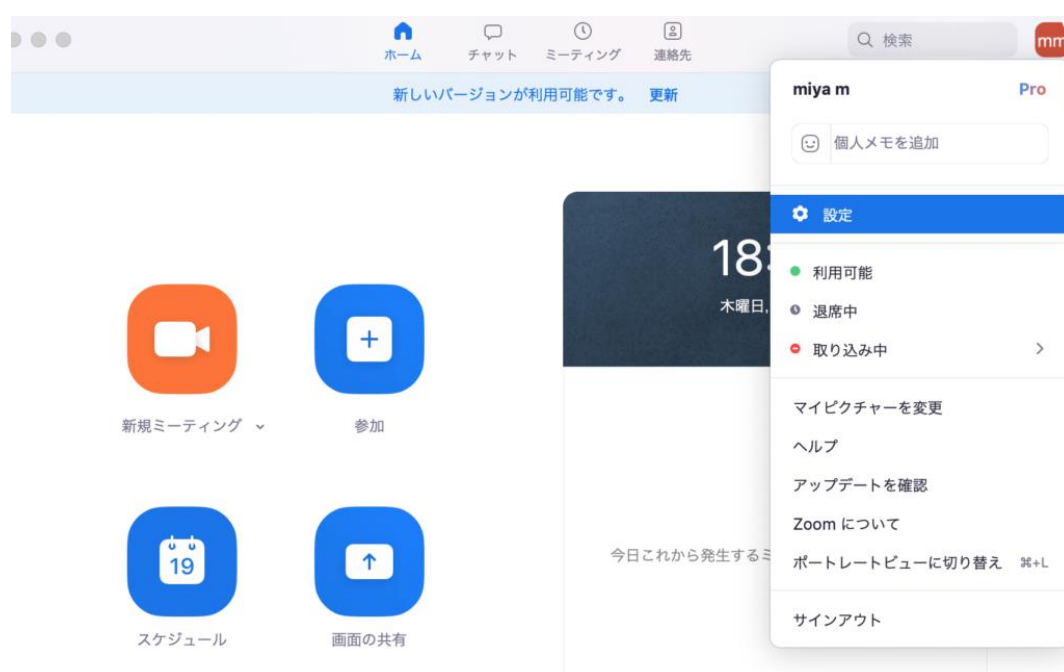 ホーム
チャット
ミーティング
連絡先
検索
mm
新しいバージョンが利用可能です。 更新
miya m Pro
個人メモを追加
設定
利用可能
退席中
取り込み中
マイピクチャーを変更
ヘルプ
アップデートを確認
Zoom について
ポートレートビューに切り替え ⌘+L
サインアウト
18:
木曜日,
新規ミーティング
参加
19
スケジュール
画面の共有
今日これから発生するミ